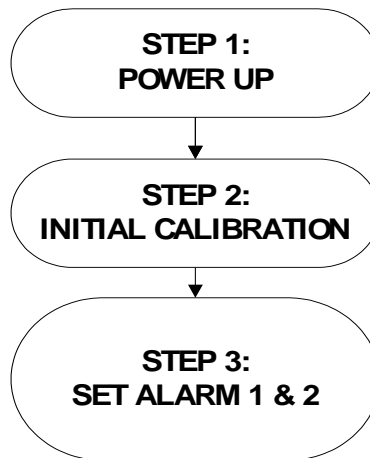 STEP 1:
POWER UP
STEP 2:
INITIAL CALIBRATION
STEP 3:
SET ALARM 1 & 2